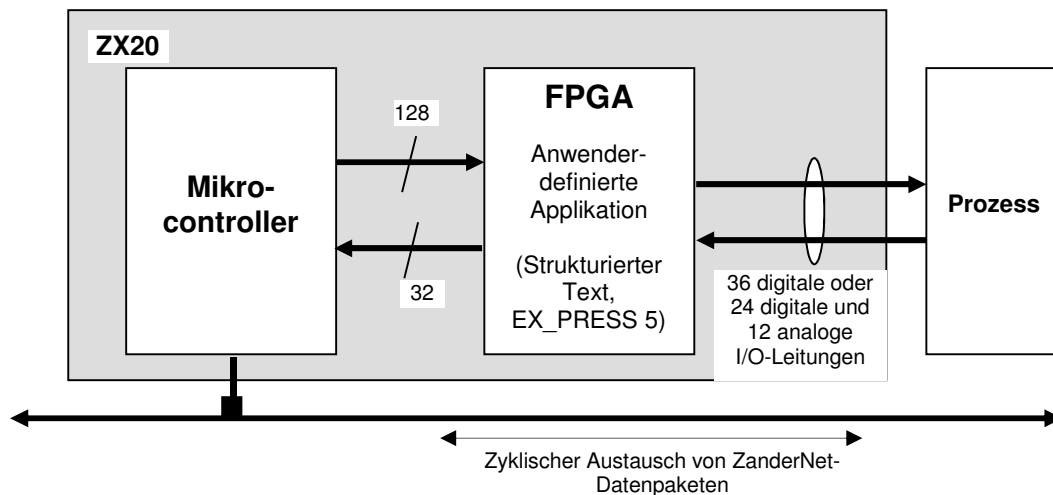 ZX20
Mikro-
controller
128
32
FPGA
Anwender-
definierte
Applikation
(Strukturierter
Text,
EX_PRESS 5)
36 digitale oder
24 digitale und
12 analoge
I/O-Leitungen
Prozess
Zyklischer Austausch von ZanderNet-
Datenpaketen